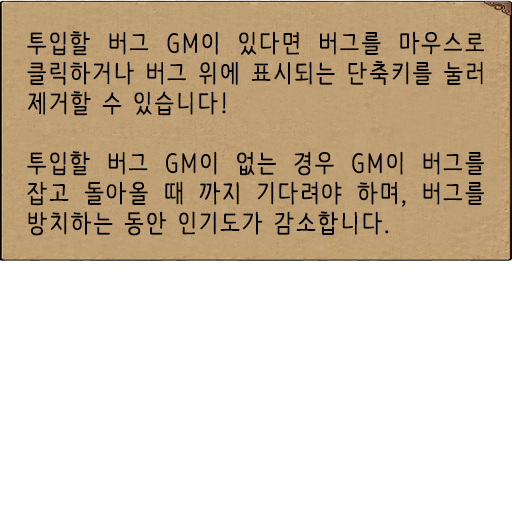 투입할 버그 GM이 있다면 버그를 마우스로
클릭하거나 버그 위에 표시되는 단축키를 눌러
제거할 수 있습니다!
투입할 버그 GM이 없는 경우 GM이 버그를
잡고 돌아올 때 까지 기다려야 하며, 버그를
방치하는 동안 인기도가 감소합니다.